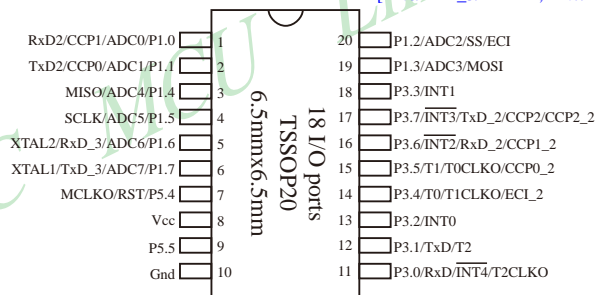 RxD2/CCP1/ADC0/P1.0 1
TxD2/CCP0/ADC1/P1.1 2
MISO/ADC4/P1.4 3
SCLK/ADC5/P1.5 4
XTAL2/RxD_3/ADC6/P1.6 5
XTAL1/TxD_3/ADC7/P1.7 6
MCLKO/RST/P5.4 7
Vcc 8
P5.5 9
Gnd 10
18 I/O ports
TSSOP20
6.5mmx6.5mm
20 P1.2/ADC2/SS/ECI
19 P1.3/ADC3/MOSI
18 P3.3/INT1
17 P3.7/INT3/TxD_2/CCP2/CCP2_2
16 P3.6/INT2/RxD_2/CCP1_2
15 P3.5/T1/T0CLKO/CCP0_2
14 P3.4/T0/T1CLKO/ECI_2
13 P3.2/INT0
12 P3.1/TxD/T2
11 P3.0/RxD/INT4/T2CLKO
MCU